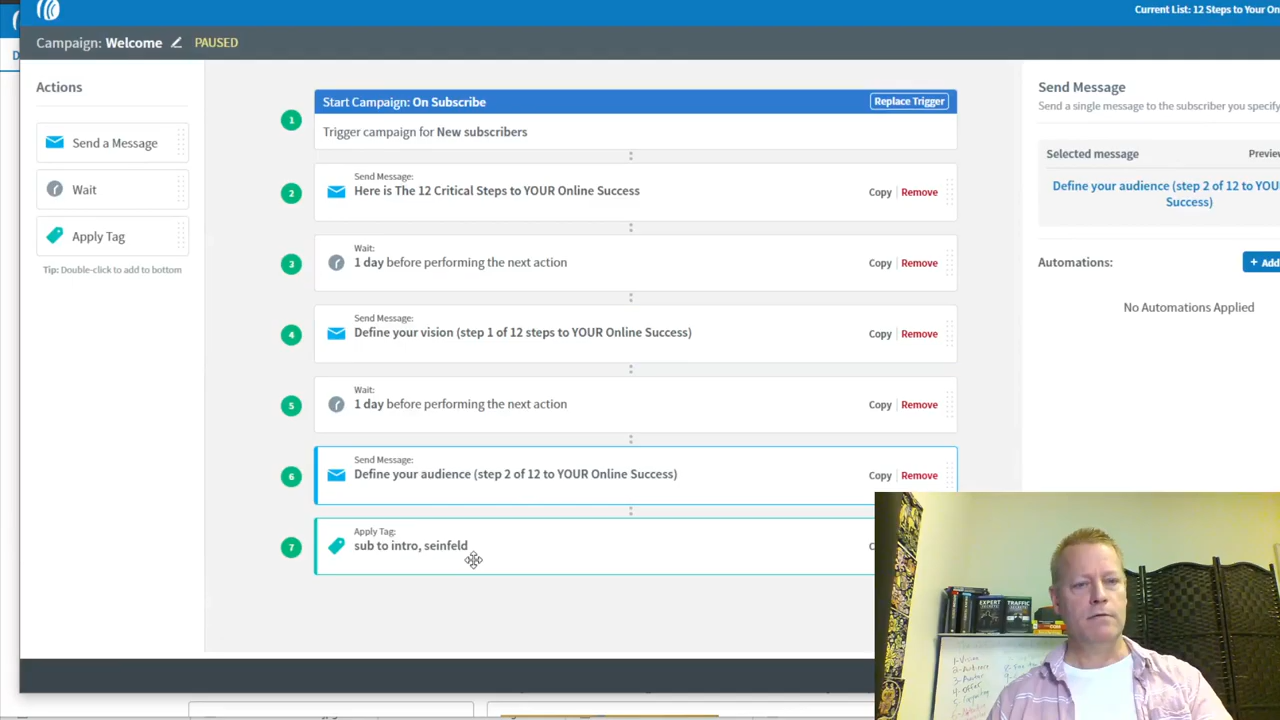 Current List: 12 Steps to Your On
Campaign: Welcome
PAUSED
Actions
Send a Message
Wait
Apply Tag
Tip: Double-click to add to bottom
1
Start Campaign: On Subscribe
Replace Trigger
Trigger campaign for New subscribers
2
Send Message:
Here is The 12 Critical Steps to YOUR Online Success
Copy
Remove
3
Wait:
1 day before performing the next action
Copy
Remove
4
Send Message:
Define your vision (step 1 of 12 steps to YOUR Online Success)
Copy
Remove
5
Wait:
1 day before performing the next action
Copy
Remove
6
Send Message:
Define your audience (step 2 of 12 to YOUR Online Success)
Copy
Remove
7
Apply Tag:
sub to intro, seinfeld
Send Message
Send a single message to the subscriber you specify
Selected message
Preview
Define your audience (step 2 of 12 to YOU
Success)
Automations:
+ Add
No Automations Applied
EXPERT
SECRETS
TRAFFIC
SECRETS
1-Vision